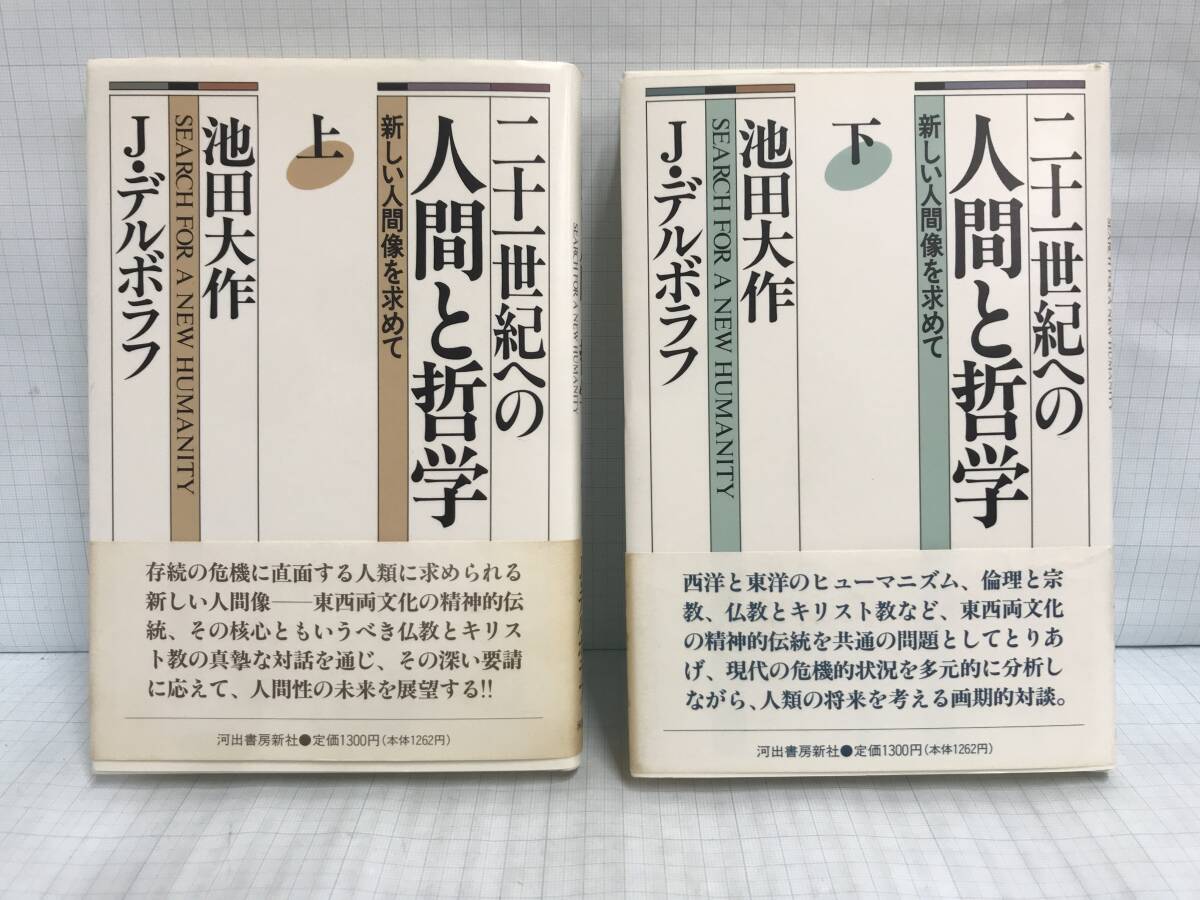 二十一世紀への
人間と哲学
新しい人間像を求めて
上
池田大作
SEARCH FOR A NEW HUMANITY
J・デルボラフ
SEARCH FOR A NEW HUMANITY
存続の危機に直面する人類に求められる
新しい人間像――東西両文化の精神的伝
統、その核心ともいうべき仏教とキリス
ト教の真摯な対話を通じ、その深い要請
に応えて、人間性の未来を展望する!!
河出書房新社●定価1300円(本体1262円)
二十一世紀への
人間と哲学
新しい人間像を求めて
下
池田大作
SEARCH FOR A NEW HUMANITY
J・デルボラフ
SEARCH FOR A NEW HUMANITY
西洋と東洋のヒューマニズム、倫理と宗
教、仏教とキリスト教など、東西両文化
の精神的伝統を共通の問題としてとりあ
げ、現代の危機的状況を多元的に分析し
ながら、人類の将来を考える画期的対談。
河出書房新社●定価1300円(本体1262円)